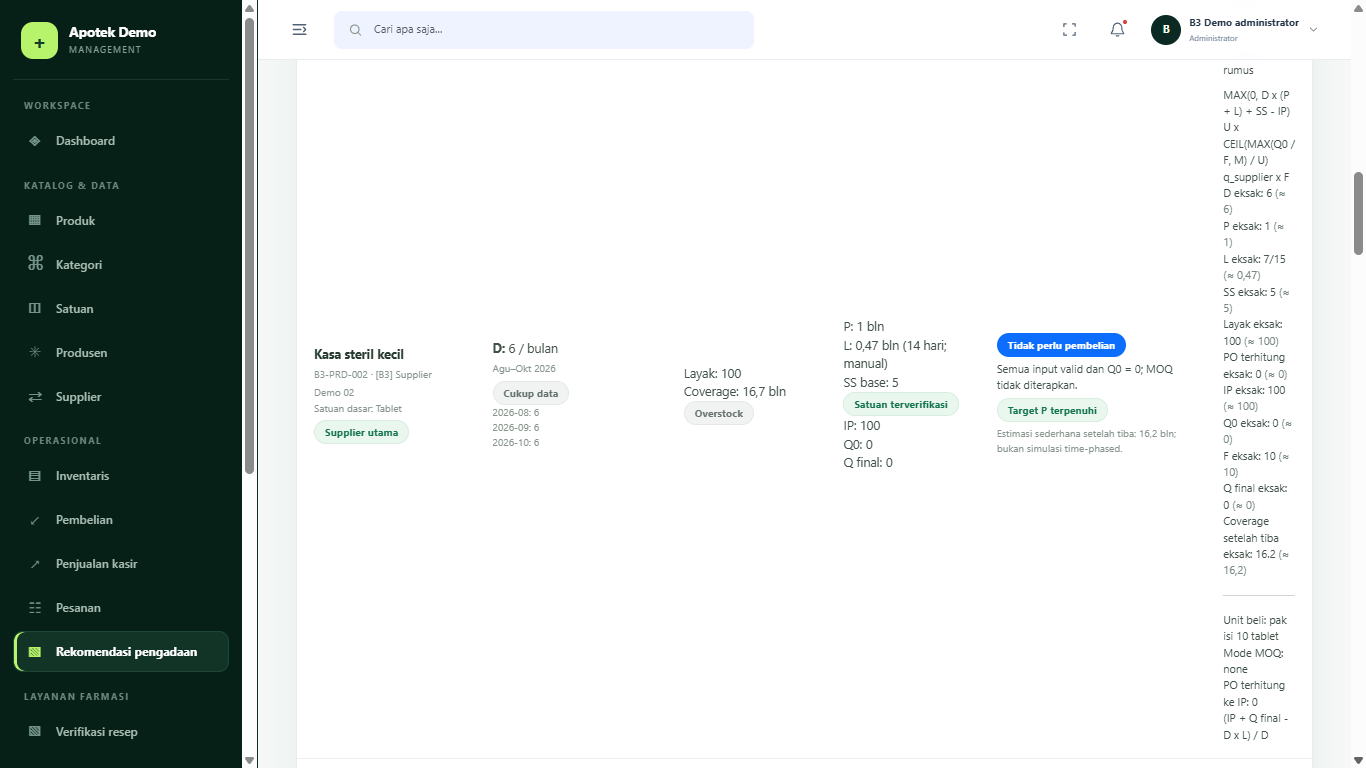 Apotek Demo
MANAGEMENT
WORKSPACE
Dashboard
KATALOG & DATA
Produk
Kategori
Satuan
Produsen
Supplier
OPERASIONAL
Inventaris
Pembelian
Penjualan kasir
Pesanan
Rekomendasi pengadaan
LAYANAN FARMASI
Verifikasi resep
Cari apa saja...
B
B3 Demo administrator
Administrator
Kasa steril kecil
B3-PRD-002 · [B3] Supplier
Demo 02
Satuan dasar: Tablet
Supplier utama
D: 6 / bulan
Agu–Okt 2026
Cukup data
2026-08: 6
2026-09: 6
2026-10: 6
Layak: 100
Coverage: 16,7 bln
Overstock
P: 1 bln
L: 0,47 bln (14 hari;
manual)
SS base: 5
Satuan terverifikasi
IP: 100
Q0: 0
Q final: 0
Tidak perlu pembelian
Semua input valid dan Q0 = 0; MOQ
tidak diterapkan.
Target P terpenuhi
Estimasi sederhana setelah tiba: 16,2 bln;
bukan simulasi time-phased.
rumus
MAX(0, D x (P
+ L) + SS - IP)
U x
CEIL(MAX(Q0 /
F, M) / U)
q_supplier x F
D eksak: 6 (≈
6)
P eksak: 1 (≈
1)
L eksak: 7/15
(≈ 0,47)
SS eksak: 5 (≈
5)
Layak eksak:
100 (≈ 100)
PO terhitung
eksak: 0 (≈ 0)
IP eksak: 100
(≈ 100)
Q0 eksak: 0 (≈
0)
F eksak: 10 (≈
10)
Q final eksak:
0 (≈ 0)
Coverage
setelah tiba
eksak: 16.2 (≈
16,2)
Unit beli: pak
isi 10 tablet
Mode MOQ:
none
PO terhitung
ke IP: 0
(IP + Q final -
D x L) / D